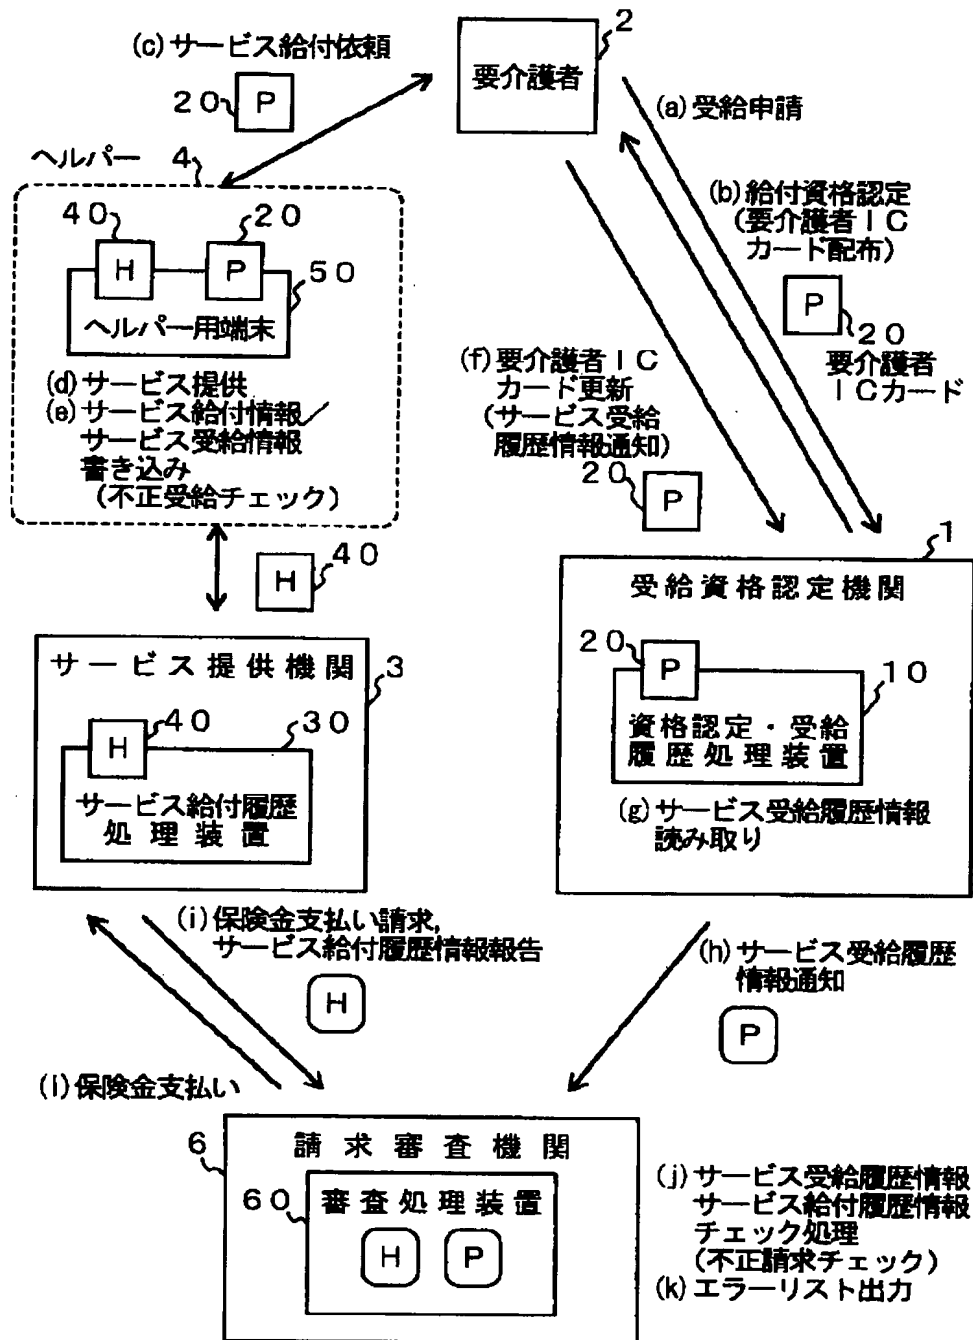 (c)サービス給付依頼
20
P
2
要介護者
(a)受給申請
(b)給付資格認定
(要介護者IC
カード配布)
P
20
要介護者
ICカード
ヘルパー
4
40
20
H
P
50
ヘルパー用端末
(d)サービス提供
(e)サービス給付情報/
サービス受給情報
書き込み
(不正受給チェック)
(f)要介護者IC
カード更新
(サービス受給
履歴情報通知)
20
P
H
40
サービス提供機関
3
40
30
H
サービス給付履歴
処理装置
1
受給資格認定機関
20
P
10
資格認定・受給
履歴処理装置
(g)サービス受給履歴情報
読み取り
(i)保険金支払い請求,
サービス給付履歴情報報告
H
(h)サービス受給履歴
情報通知
P
(l)保険金支払い
6
請求審査機関
60
審査処理装置
H
P
(j)サービス受給履歴情報
サービス給付履歴情報
チェック処理
(不正請求チェック)
(k)エラーリスト出力